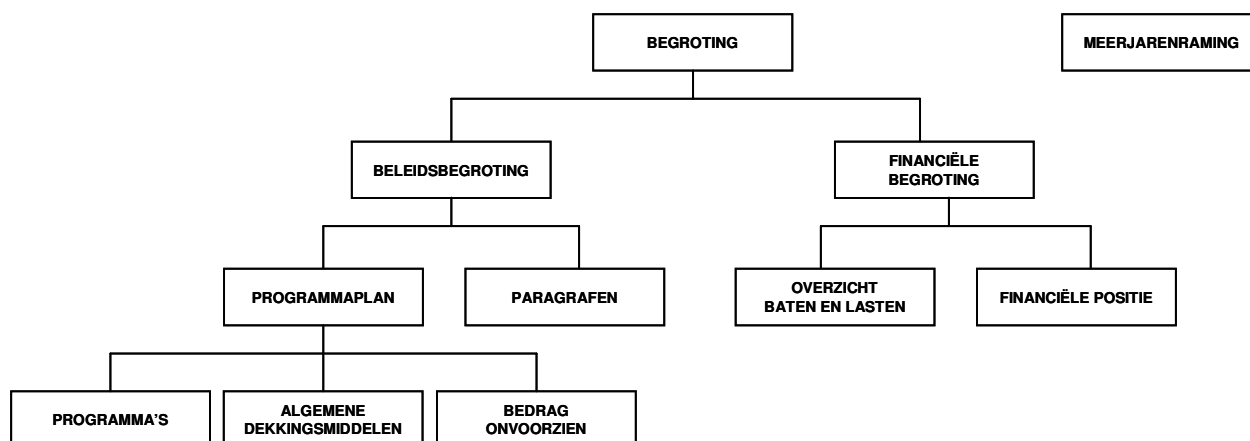 BEGROTING
MEERJARENRAMING
BELEIDSBEGROTING
FINANCIËLE
BEGROTING
PROGRAMMAPLAN
PARAGRAFEN
OVERZICHT
BATEN EN LASTEN
FINANCIËLE POSITIE
PROGRAMMA'S
ALGEMENE
DEKKINGSMIDDELEN
BEDRAG
ONVOORZIEN